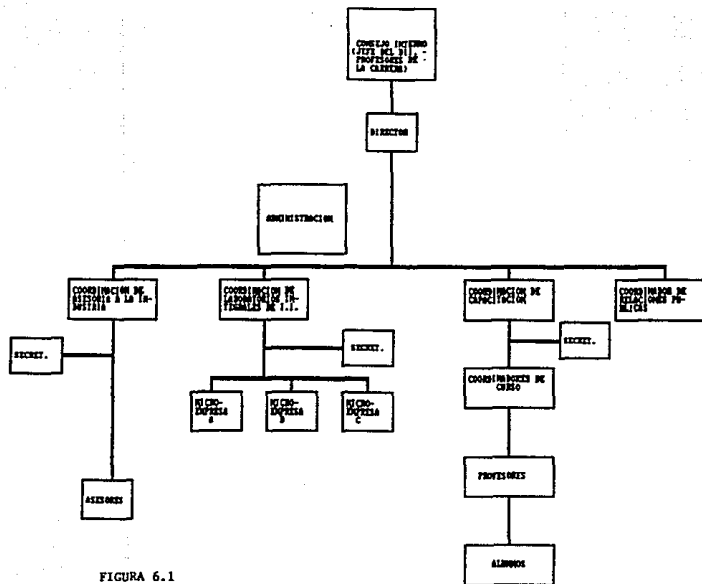 CONSEJO INTERNO
(JEFE DEL DII, -
PROFESORES DE -
LA CARRERA)
DIRECTOR
ADMINISTRACION
COORDINACION DE
ASESORIA A LA IN-
DUSTRIA
COORDINACION DE
LABORATORIOS IN-
TEGRALES DE I.I.
COORDINACION DE
CAPACITACION
COORDINADOR DE
RELACIONES PU-
BLICAS
SECRET.
SECRET.
SECRET.
COORDINADORES DE
CURSO
MICRO-
EMPRESA
A
MICRO-
EMPRESA
B
MICRO-
EMPRESA
C
PROFESORES
ASESORES
ALUMNOS
FIGURA 6.1